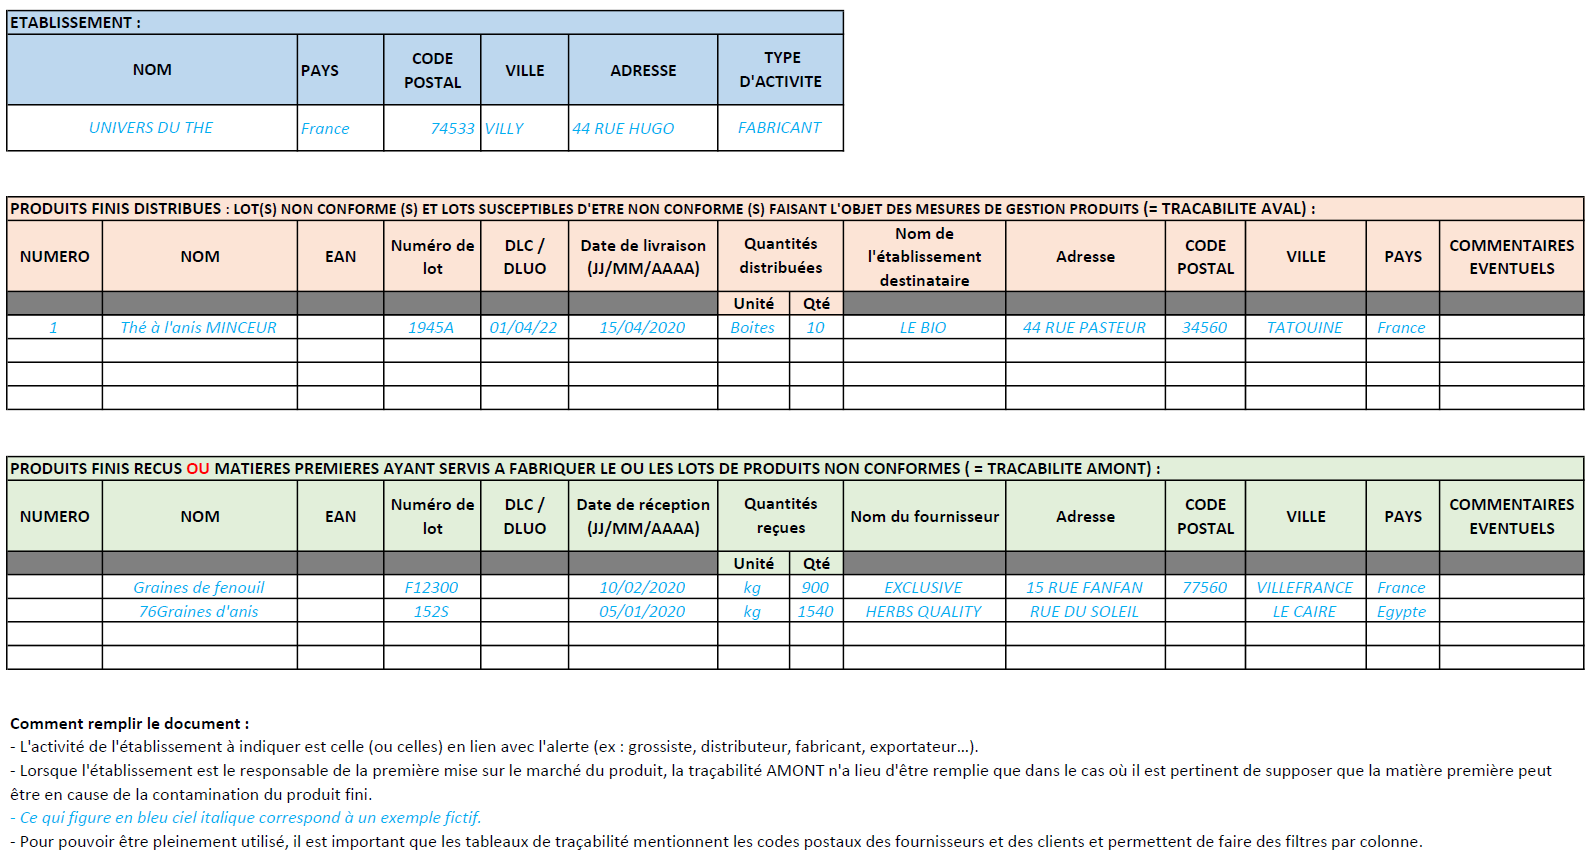 ETABLISSEMENT :
NOM PAYS CODE POSTAL VILLE ADRESSE TYPE D'ACTIVITE
UNIVERS DU THE France 74533 VILLY 44 RUE HUGO FABRICANT
PRODUITS FINIS DISTRIBUES : LOT(S) NON CONFORME (S) ET LOTS SUSCEPTIBLES D'ETRE NON CONFORME (S) FAISANT L'OBJET DES MESURES DE GESTION PRODUITS (= TRACABILITE AVAL) :
NUMERO NOM EAN Numéro de lot DLC / DLUO Date de livraison (JJ/MM/AAAA) Quantités distribuées Nom de l'établissement destinataire Adresse CODE POSTAL VILLE PAYS COMMENTAIRES EVENTUELS
Unité Qté
1 Thé à l'anis MINCEUR 1945A 01/04/22 15/04/2020 Boites 10 LE BIO 44 RUE PASTEUR 34560 TATOUINE France
PRODUITS FINIS RECUS OU MATIERES PREMIERES AYANT SERVIS A FABRIQUER LE OU LES LOTS DE PRODUITS NON CONFORMES ( = TRACABILITE AMONT) :
NUMERO NOM EAN Numéro de lot DLC / DLUO Date de réception (JJ/MM/AAAA) Quantités reçues Nom du fournisseur Adresse CODE POSTAL VILLE PAYS COMMENTAIRES EVENTUELS
Unité Qté
Graines de fenouil F12300 10/02/2020 kg 900 EXCLUSIVE 15 RUE FANFAN 77560 VILLEFRANCE France
76Graines d'anis 152S 05/01/2020 kg 1540 HERBS QUALITY RUE DU SOLEIL LE CAIRE Egypte
Comment remplir le document :
- L'activité de l'établissement à indiquer est celle (ou celles) en lien avec l'alerte (ex : grossiste, distributeur, fabricant, exportateur...).
- Lorsque l'établissement est le responsable de la première mise sur le marché du produit, la traçabilité AMONT n'a lieu d'être remplie que dans le cas où il est pertinent de supposer que la matière première peut
être en cause de la contamination du produit fini.
- Ce qui figure en bleu ciel italique correspond à un exemple fictif.
- Pour pouvoir être pleinement utilisé, il est important que les tableaux de traçabilité mentionnent les codes postaux des fournisseurs et des clients et permettent de faire des filtres par colonne.